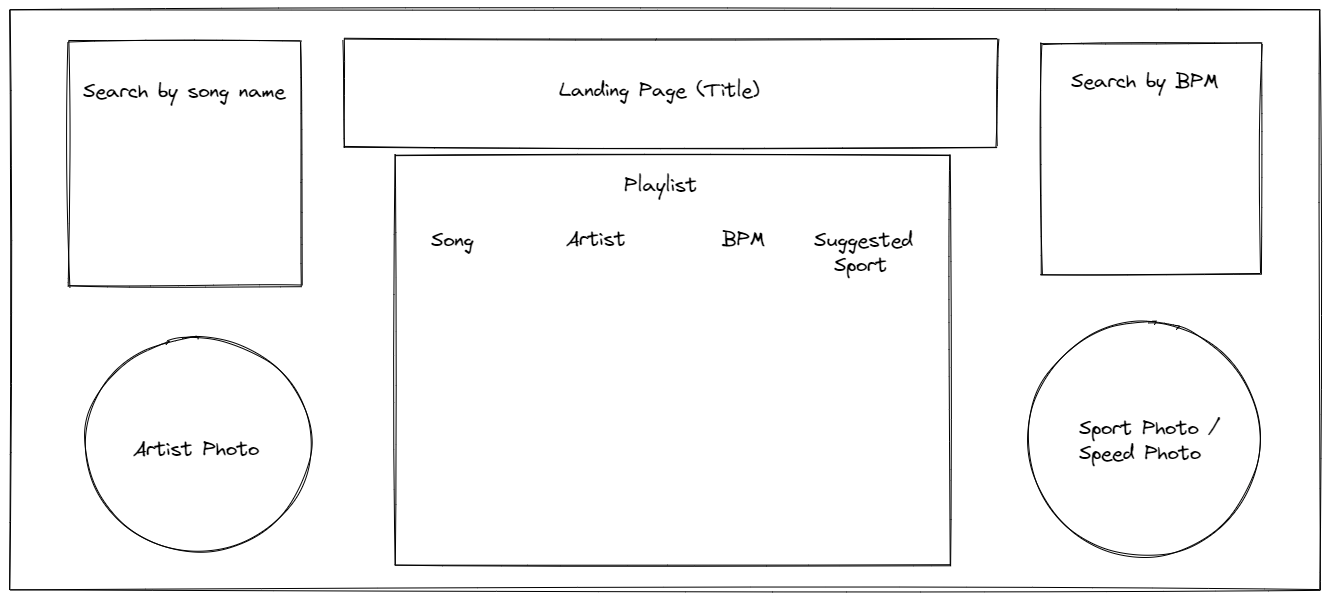 Search by song name
Landing Page (Title)
Search by BPM
Playlist
Song
Artist
BPM
Suggested
Sport
Artist Photo
Sport Photo /
Speed Photo